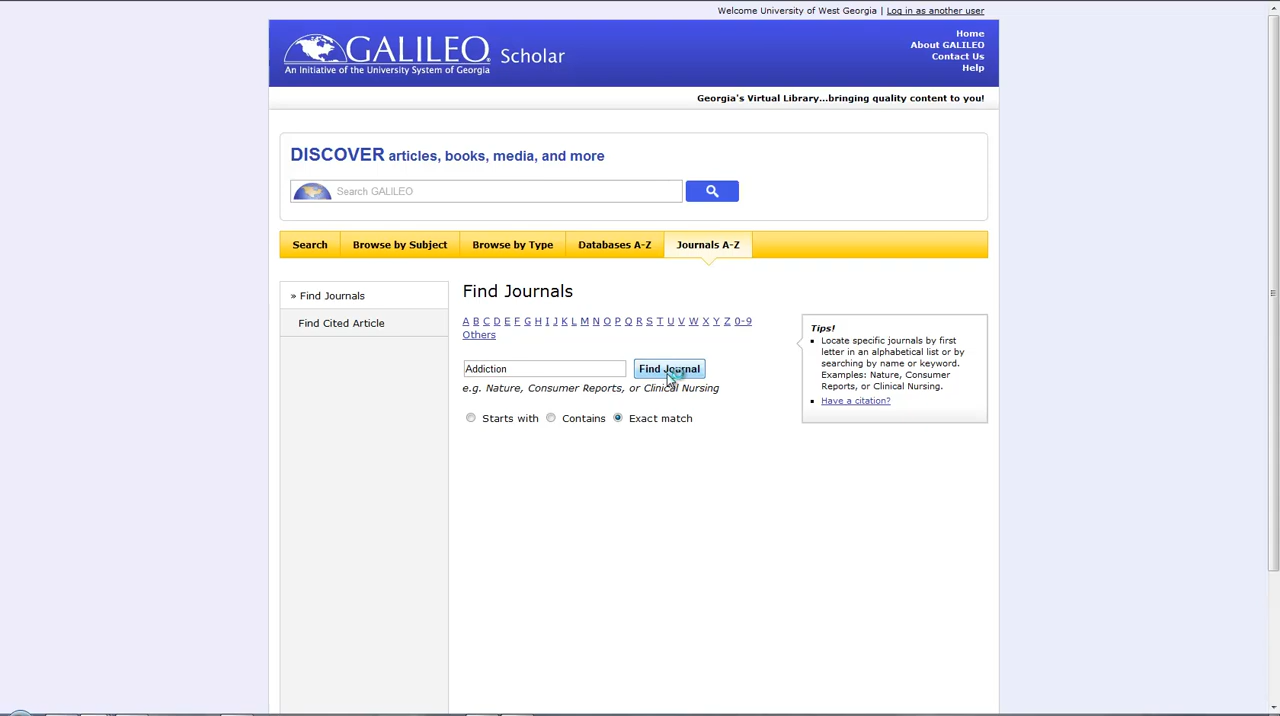 Welcome University of West Georgia | Log in as another user
GALILEO Scholar
An Initiative of the University System of Georgia
Home
About GALILEO
Contact Us
Help
Georgia's Virtual Library...bringing quality content to you!
DISCOVER articles, books, media, and more
Search GALILEO
Search Browse by Subject Browse by Type Databases A-Z Journals A-Z
» Find Journals
Find Cited Article
Find Journals
A B C D E F G H I J K L M N O P Q R S T U V W X Y Z 0-9
Others
Addiction Find Journal
e.g. Nature, Consumer Reports, or Clinical Nursing
Starts with Contains Exact match
Tips!
Locate specific journals by first
letter in an alphabetical list or by
searching by name or keyword.
Examples: Nature, Consumer
Reports, or Clinical Nursing.
Have a citation?